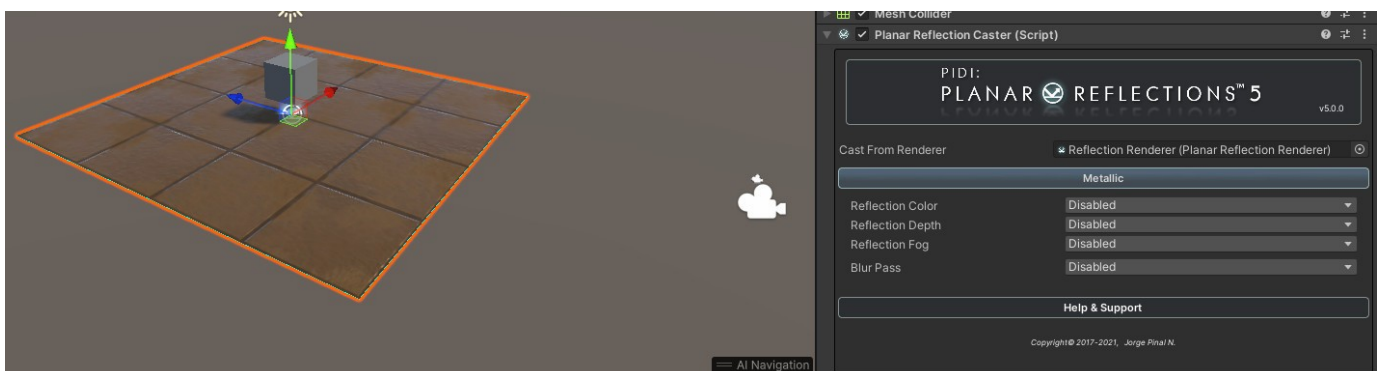 Mesh Collider
Planar Reflection Caster (Script)
PIDI:
PLANAR REFLECTIONS™ 5
v5.0.0
Cast From Renderer
Reflection Renderer (Planar Reflection Renderer)
Metallic
Reflection Color
Disabled
Reflection Depth
Disabled
Reflection Fog
Disabled
Blur Pass
Disabled
Help & Support
Copyright© 2017-2021, Jorge Pinal N.
AI Navigation